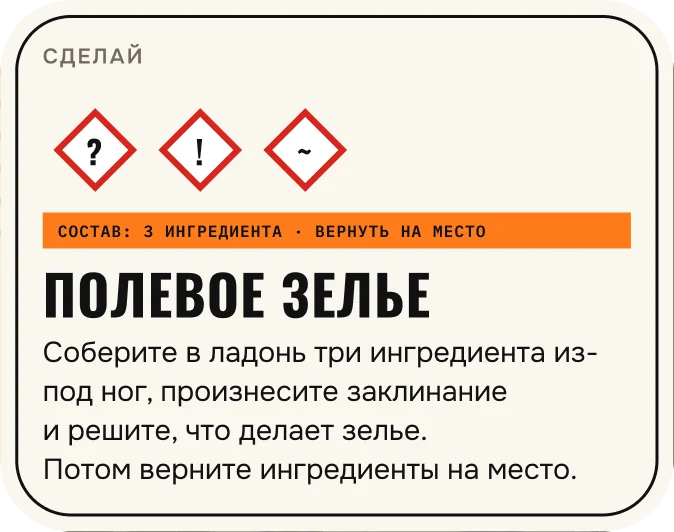 СДЕЛАЙ
? ! ~
СОСТАВ: 3 ИНГРЕДИЕНТА · ВЕРНУТЬ НА МЕСТО
ПОЛЕВОЕ ЗЕЛЬЕ
Соберите в ладонь три ингредиента из-
под ног, произнесите заклинание
и решите, что делает зелье.
Потом верните ингредиенты на место.